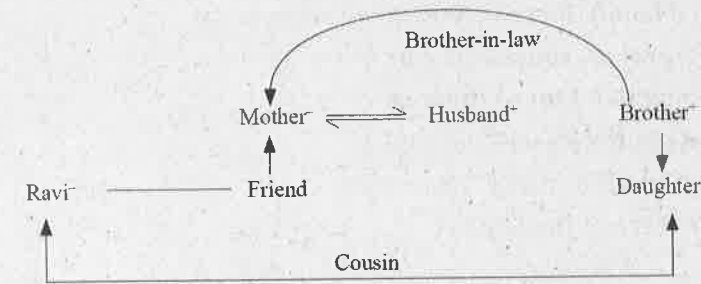 Brother-in-law
Mother⁻ Husband⁺ Brother⁺
Ravi⁻ Friend Daughter
Cousin